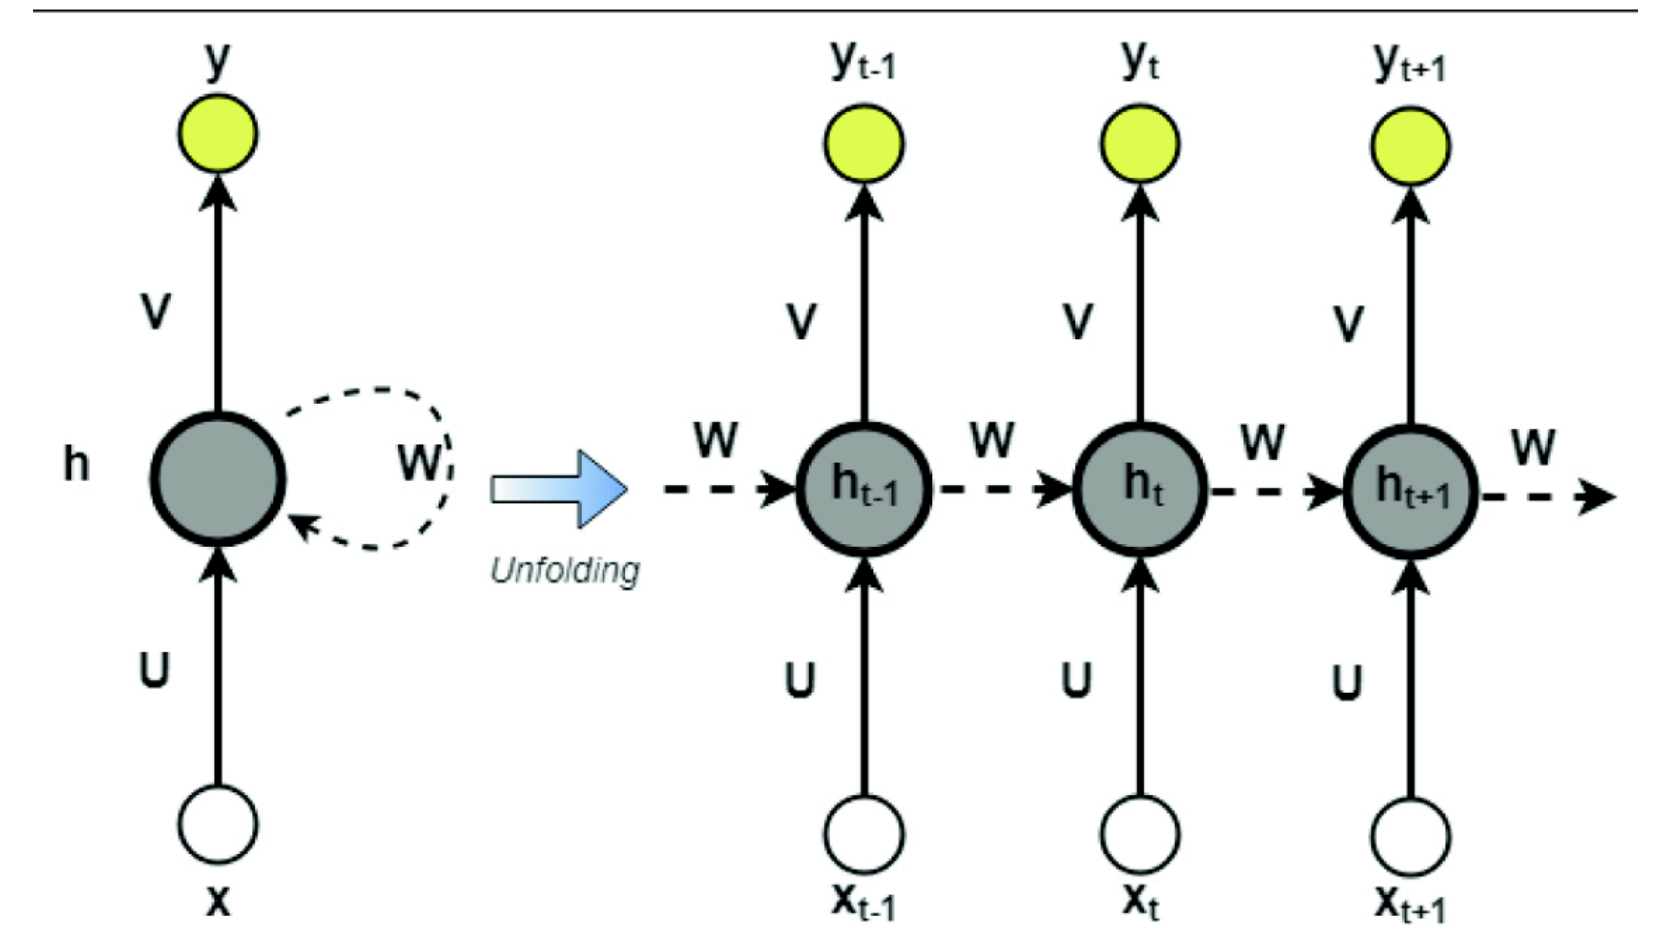 y y_{t-1} y_t y_{t+1}
V V V V
h W W h_{t-1} W h_t W h_{t+1} W
Unfolding
U U U U
x x_{t-1} x_t x_{t+1}